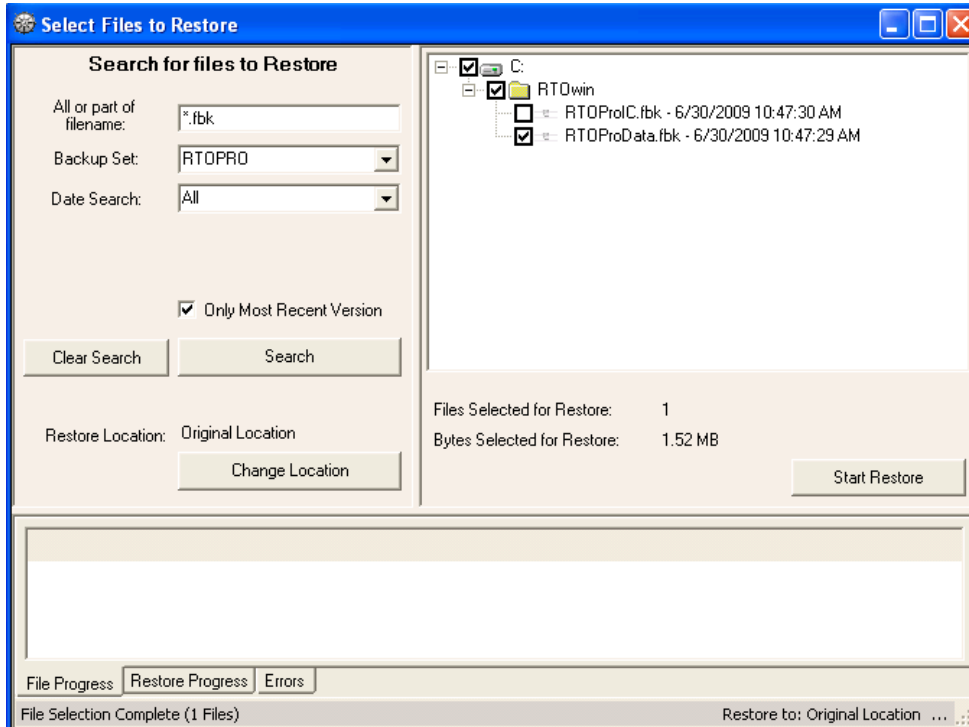 Select Files to Restore
Search for files to Restore
All or part of
filename:
*.fbk
Backup Set:
RTOPRO
Date Search:
All
Only Most Recent Version
Clear Search
Search
Restore Location:
Original Location
Change Location
C:
RTOwin
RTOProIC.fbk - 6/30/2009 10:47:30 AM
RTOProData.fbk - 6/30/2009 10:47:29 AM
Files Selected for Restore: 1
Bytes Selected for Restore: 1.52 MB
Start Restore
File Progress
Restore Progress
Errors
File Selection Complete (1 Files)
Restore to: Original Location ...